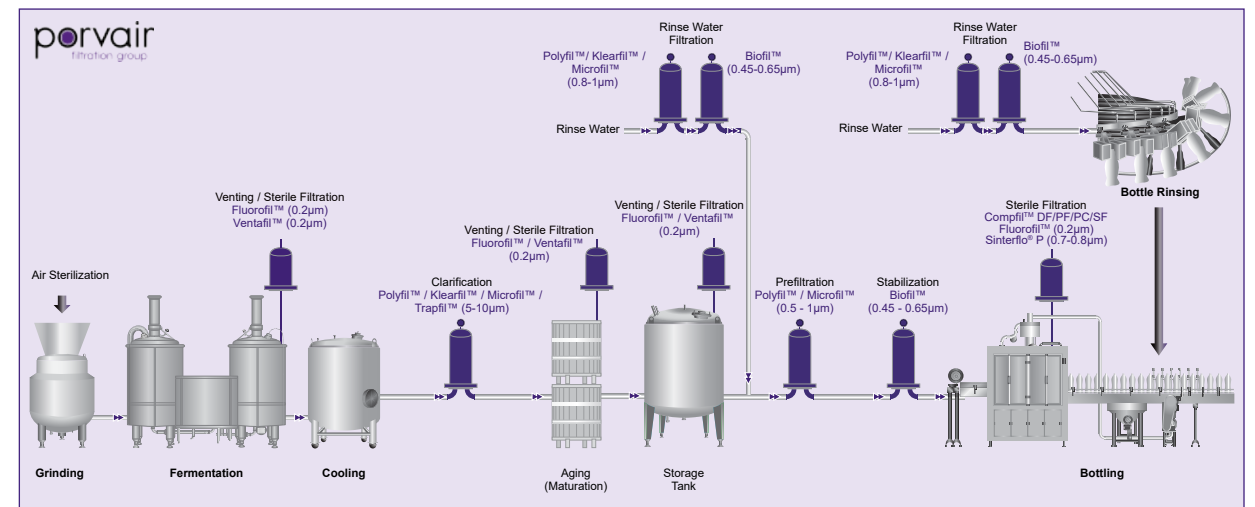 porvair
filtration group
Rinse Water
Filtration
Polyfil™/ Klearfil™ /
Microfil™
(0.8-1µm)
Biofil™
(0.45-0.65µm)
Rinse Water
Rinse Water
Filtration
Polyfil™/ Klearfil™ /
Microfil™
(0.8-1µm)
Biofil™
(0.45-0.65µm)
Rinse Water
Bottle Rinsing
Venting / Sterile Filtration
Fluorofil™ (0.2µm)
Ventafil™ (0.2µm)
Venting / Sterile Filtration
Fluorofil™ / Ventafil™
(0.2µm)
Venting / Sterile Filtration
Fluorofil™ / Ventafil™
(0.2µm)
Sterile Filtration
Compfil™ DF/PF/PC/SF
Fluorofil™ (0.2µm)
Sinterflo® P (0.7-0.8µm)
Air Sterilization
Clarification
Polyfil™ / Klearfil™ / Microfil™ /
Trapfil™ (5-10µm)
Prefiltration
Polyfil™ / Microfil™
(0.5 - 1µm)
Stabilization
Biofil™
(0.45 - 0.65µm)
Grinding
Fermentation
Cooling
Aging
(Maturation)
Storage
Tank
Bottling